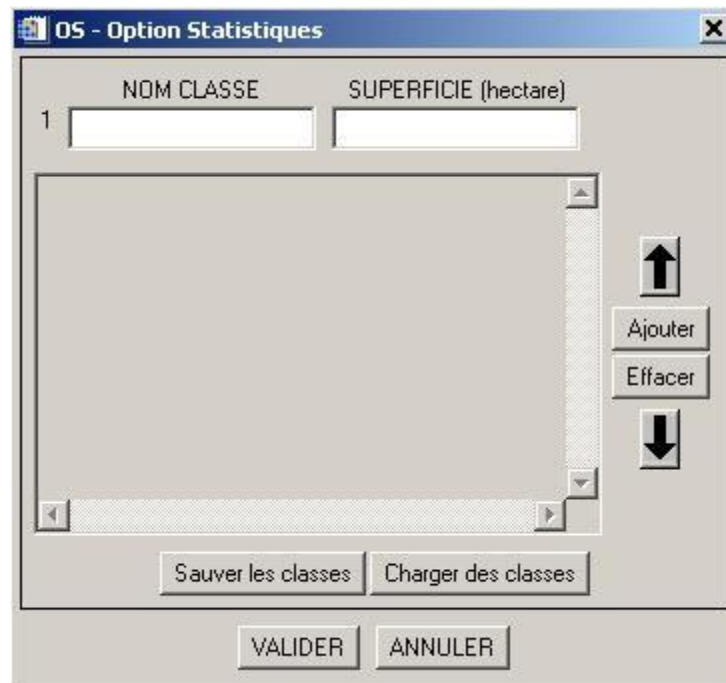 OS - Option Statistiques
NOM CLASSE SUPERFICIE (hectare)
1
Ajouter
Effacer
Sauver les classes Charger des classes
VALIDER ANNULER